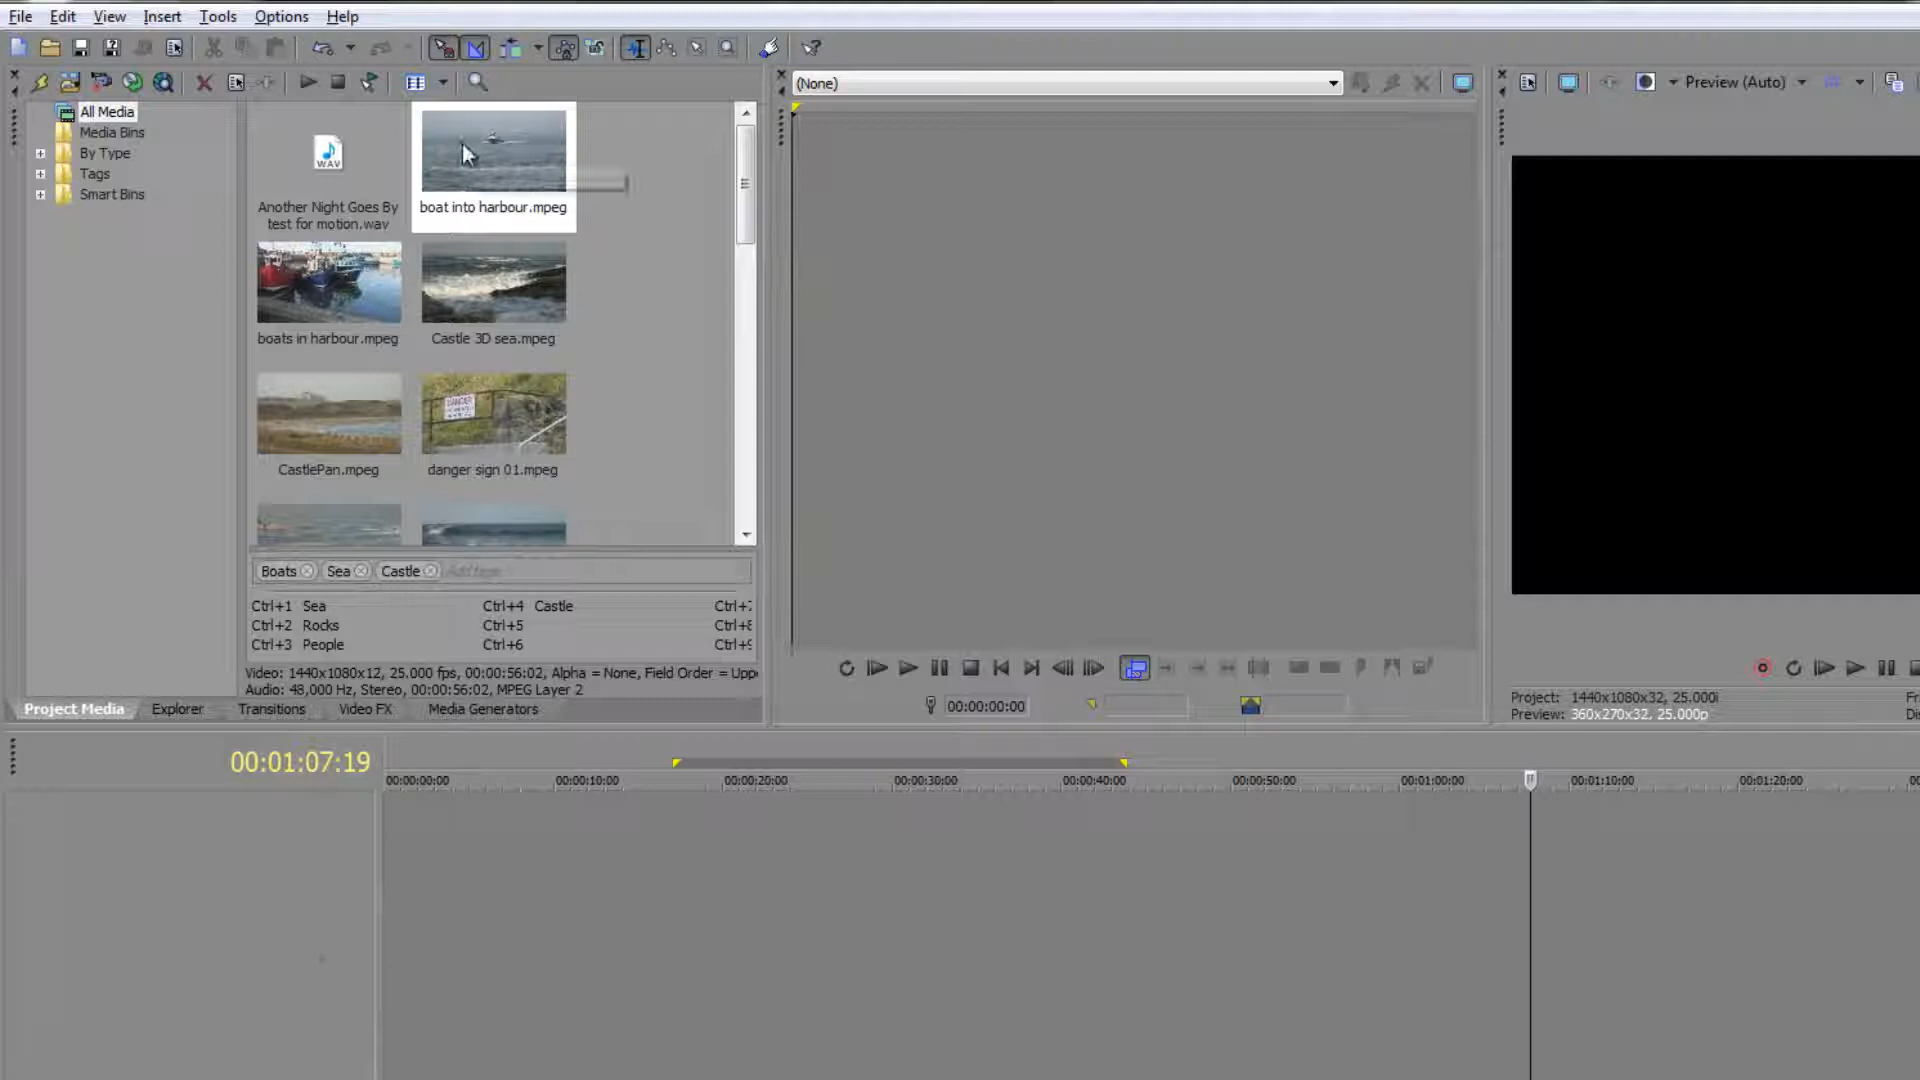 File Edit View Insert Tools Options Help
(None)
Preview (Auto)
All Media
Media Bins
By Type
Tags
Smart Bins
WAV
Another Night Goes By
test for motion.wav
boat into harbour.mpeg
boats in harbour.mpeg
Castle 3D sea.mpeg
DANGER
CastlePan.mpeg
danger sign 01.mpeg
Boats Sea Castle Add tags
Ctrl+1 Sea Ctrl+4 Castle
Ctrl+2 Rocks Ctrl+5
Ctrl+3 People Ctrl+6
Video: 1440x1080x12, 25.000 fps, 00:00:56:02, Alpha = None, Field Order = Upp
Audio: 48,000 Hz, Stereo, 00:00:56:02, MPEG Layer 2
Project Media Explorer Transitions Video FX Media Generators
00:00:00:00
Project: 1440x1080x32, 25.000i
Preview: 360x270x32, 25.000p
00:01:07:19
00:00:00:00 00:00:10:00 00:00:20:00 00:00:30:00 00:00:40:00 00:00:50:00 00:01:00:00 00:01:10:00 00:01:20:00